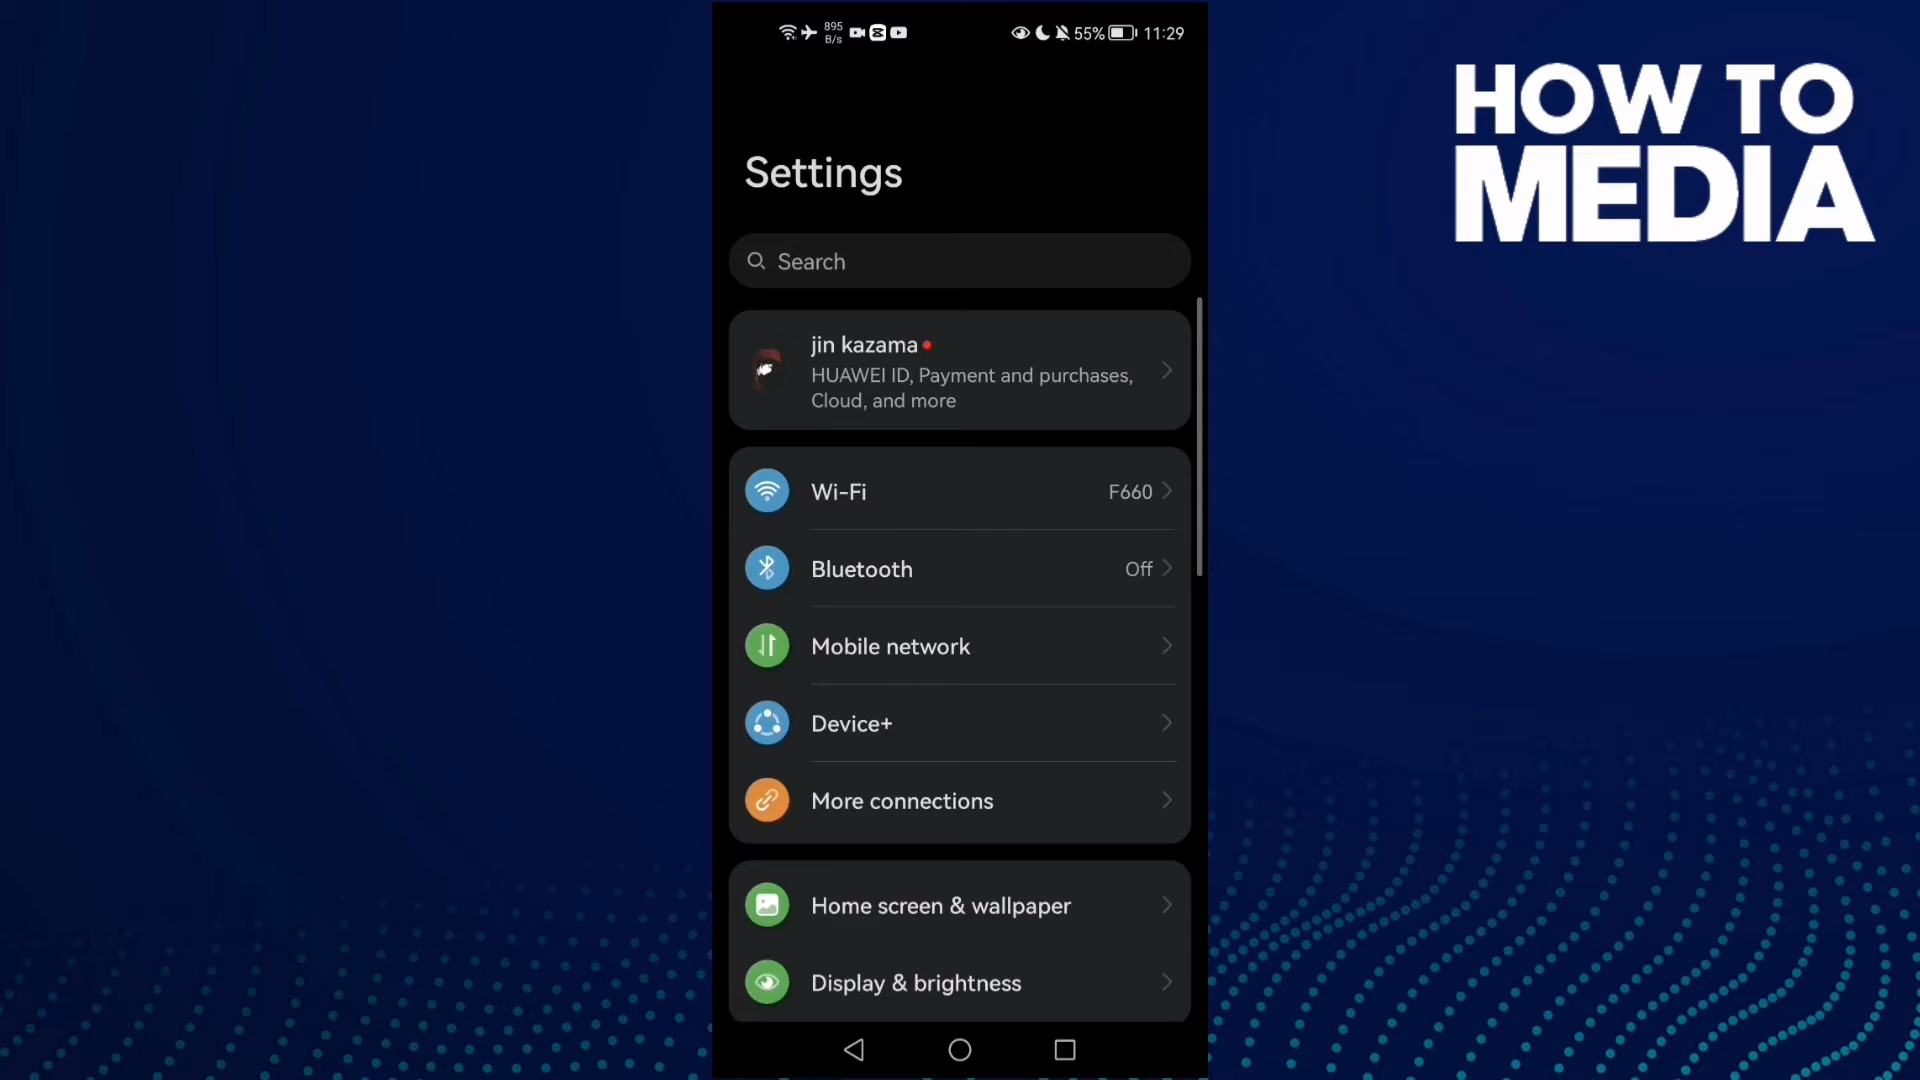 895
B/s
55%
11:29
HOW TO
MEDIA
Settings
Search
jin kazama
HUAWEI ID, Payment and purchases,
Cloud, and more
Wi-Fi
F660
Bluetooth
Off
Mobile network
Device+
More connections
Home screen & wallpaper
Display & brightness